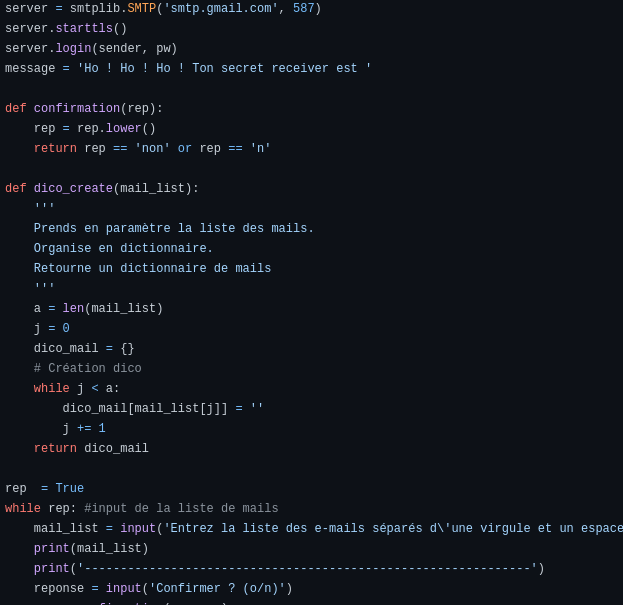 server = smtplib.SMTP('smtp.gmail.com', 587)
server.starttls()
server.login(sender, pw)
message = 'Ho ! Ho ! Ho ! Ton secret receiver est '
def confirmation(rep):
    rep = rep.lower()
    return rep == 'non' or rep == 'n'
def dico_create(mail_list):
    '''
    Prends en paramètre la liste des mails.
    Organise en dictionnaire.
    Retourne un dictionnaire de mails
    '''
    a = len(mail_list)
    j = 0
    dico_mail = {}
    # Création dico
    while j < a:
        dico_mail[mail_list[j]] = ''
        j += 1
    return dico_mail
rep  = True
while rep: #input de la liste de mails
    mail_list = input('Entrez la liste des e-mails séparés d\'une virgule et un espace
    print(mail_list)
    print('--------------------------------------------------------------')
    reponse = input('Confirmer ? (o/n)')